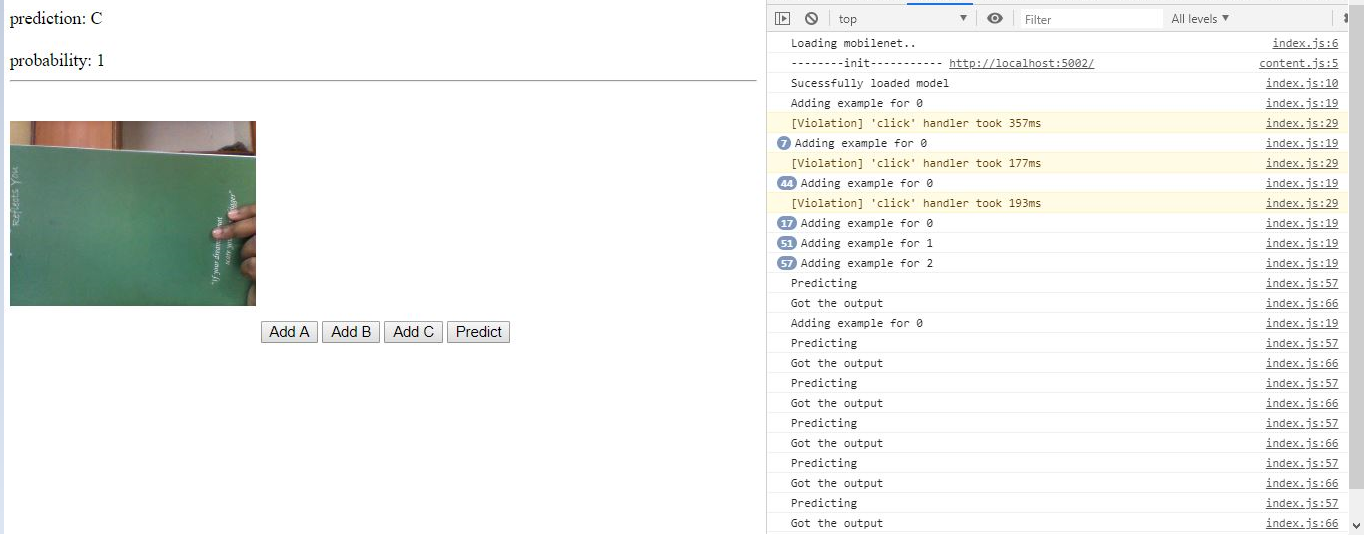 prediction: C
probability: 1
Reflects You
"If your dreams
Add A Add B Add C Predict
top Filter All levels
Loading mobilenet.. index.js:6
--------init----------- http://localhost:5002/ content.js:5
Sucessfully loaded model index.js:10
Adding example for 0 index.js:19
[Violation] 'click' handler took 357ms index.js:29
7 Adding example for 0 index.js:19
[Violation] 'click' handler took 177ms index.js:29
44 Adding example for 0 index.js:19
[Violation] 'click' handler took 193ms index.js:29
17 Adding example for 0 index.js:19
51 Adding example for 1 index.js:19
57 Adding example for 2 index.js:19
Predicting index.js:57
Got the output index.js:66
Adding example for 0 index.js:19
Predicting index.js:57
Got the output index.js:66
Predicting index.js:57
Got the output index.js:66
Predicting index.js:57
Got the output index.js:66
Predicting index.js:57
Got the output index.js:66
Predicting index.js:57
Got the output index.js:66